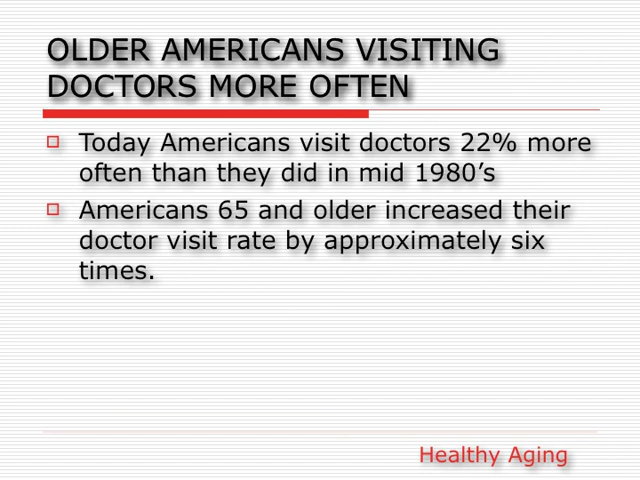 OLDER AMERICANS VISITING
DOCTORS MORE OFTEN
Today Americans visit doctors 22% more
often than they did in mid 1980’s
Americans 65 and older increased their
doctor visit rate by approximately six
times.
Healthy Aging